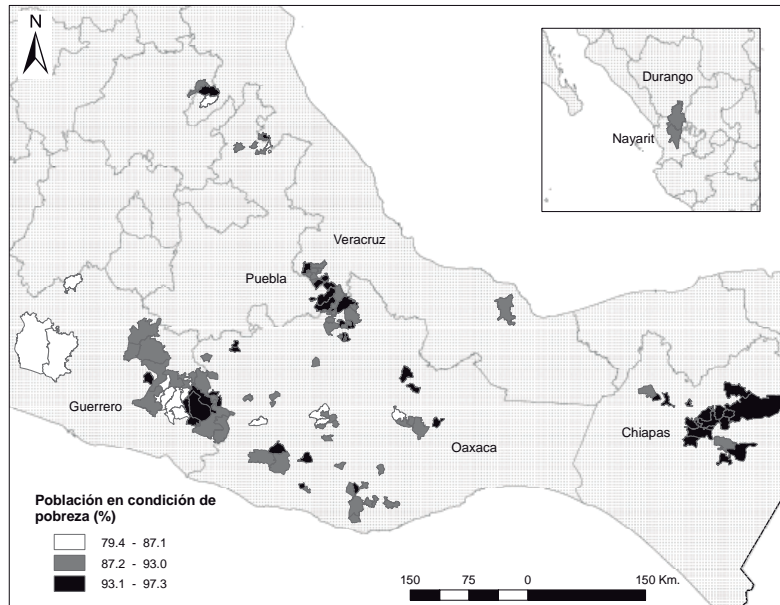 N
Durango
Nayarit
Veracruz
Puebla
Guerrero
Oaxaca
Chiapas
Población en condición de
pobreza (%)
79.4 - 87.1
87.2 - 93.0
93.1 - 97.3
150 75 0 150 Km.